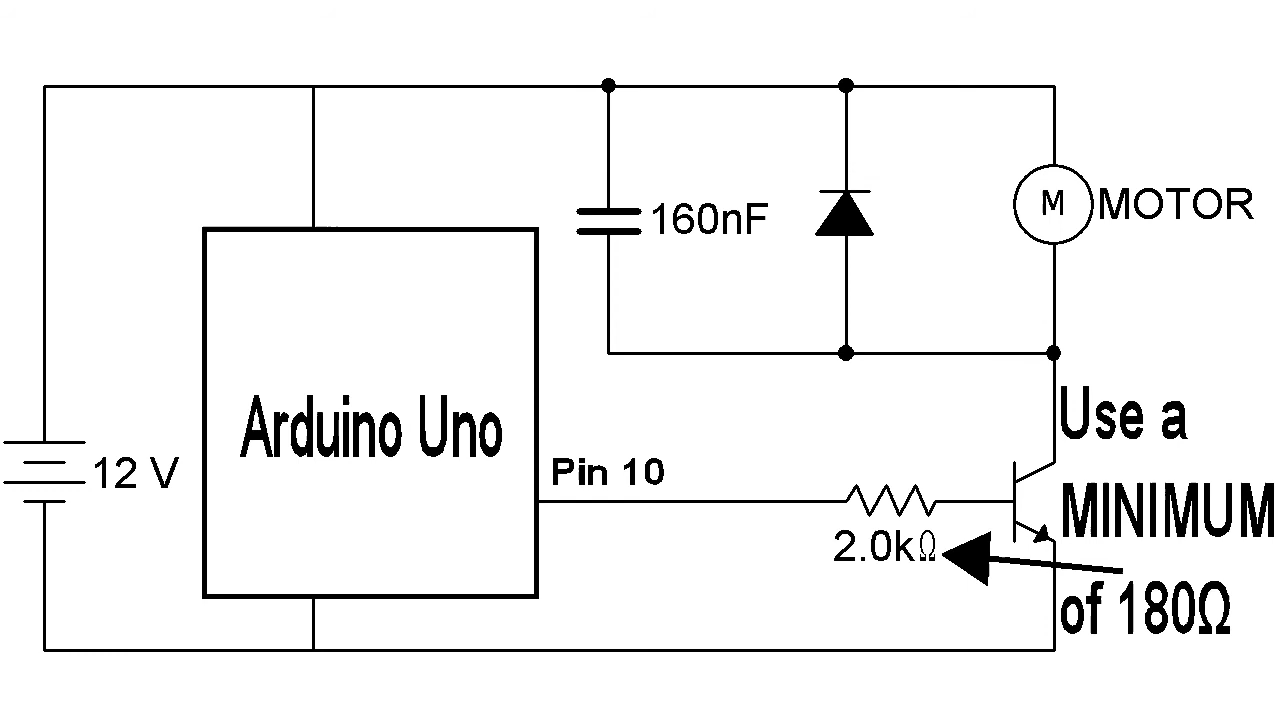 160nF
M MOTOR
Arduino Uno
12 V
Pin 10
2.0kΩ
Use a
MINIMUM
of 180Ω